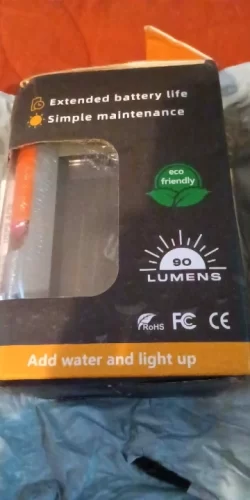 Extended battery life
Simple maintenance
eco
friendly
90
LUMENS
RoHS FC CE
Add water and light up